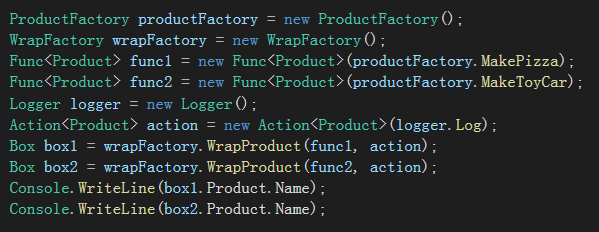 ProductFactory productFactory = new ProductFactory();
WrapFactory wrapFactory = new WrapFactory();
Func<Product> func1 = new Func<Product>(productFactory.MakePizza);
Func<Product> func2 = new Func<Product>(productFactory.MakeToyCar);
Logger logger = new Logger();
Action<Product> action = new Action<Product>(logger.Log);
Box box1 = wrapFactory.WrapProduct(func1, action);
Box box2 = wrapFactory.WrapProduct(func2, action);
Console.WriteLine(box1.Product.Name);
Console.WriteLine(box2.Product.Name);